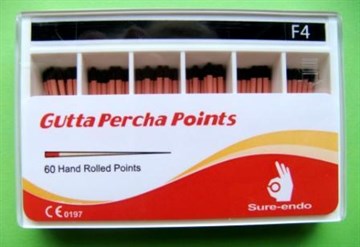 F4
Gutta Percha Points
60 Hand Rolled Points
CE 0197
Sure-endo